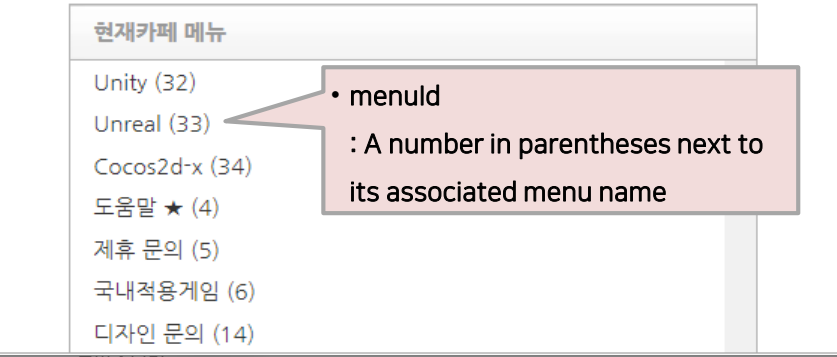 현재카페 메뉴
Unity (32)
Unreal (33)
Cocos2d-x (34)
도움말 ★ (4)
제휴 문의 (5)
국내적용게임 (6)
디자인 문의 (14)
• menuId
: A number in parentheses next to
its associated menu name